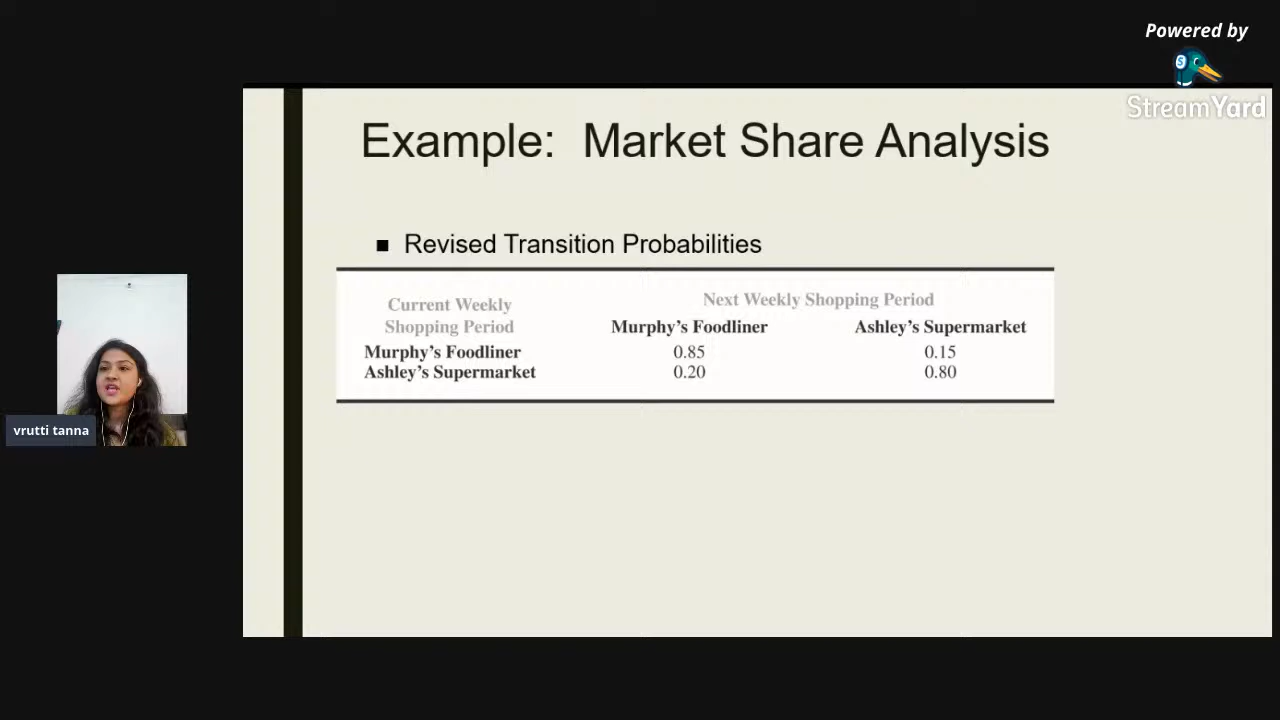 Powered by
StreamYard
Example: Market Share Analysis
■ Revised Transition Probabilities
Current Weekly Shopping Period
Next Weekly Shopping Period
Murphy's Foodliner Ashley's Supermarket
Murphy's Foodliner 0.85 0.15
Ashley's Supermarket 0.20 0.80
vrutti tanna